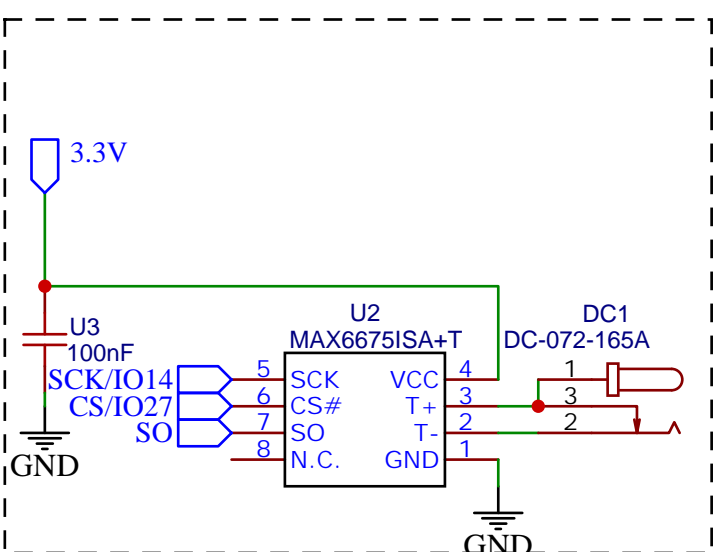 3.3V
U3
100nF
U2
MAX6675ISA+T
DC1
DC-072-165A
SCK/IO14
CS/IO27
SO
5
6
7
8
SCK
CS#
SO
N.C.
VCC
T+
T-
GND
4
3
2
1
1
3
2
GND
GND